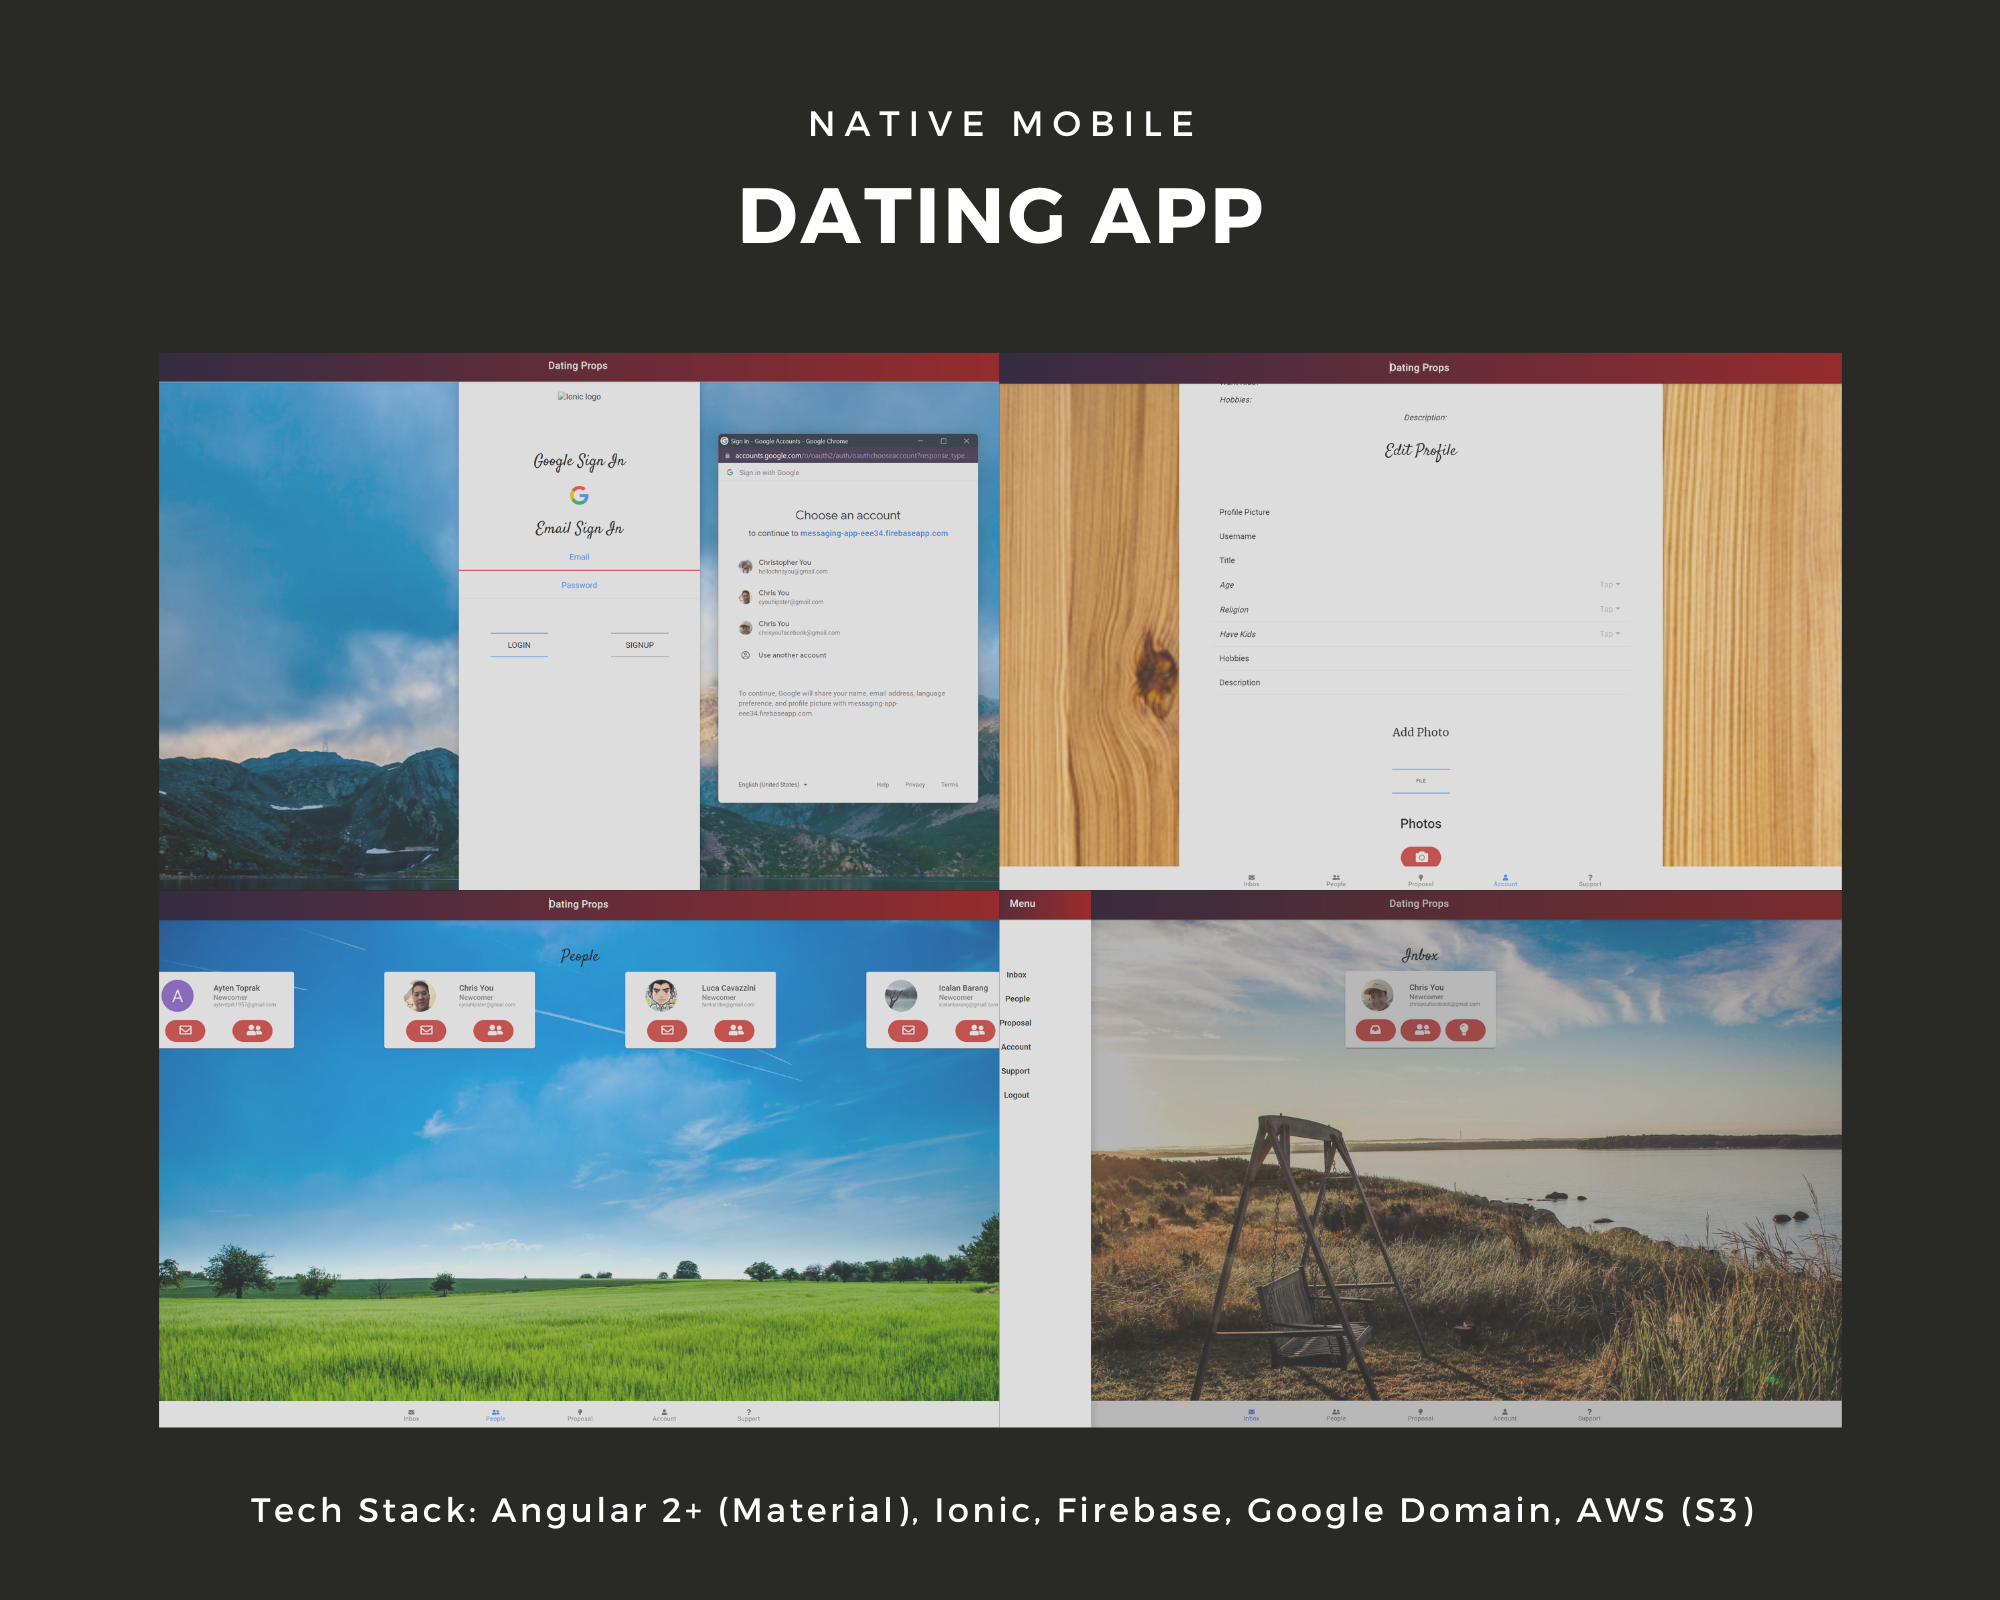 NATIVE MOBILE
DATING APP
Dating Props
Ionic logo
Google Sign In
Email Sign In
Email
Password
LOGIN
SIGNUP
Sign in - Google Accounts - Google Chrome
accounts.google.com/o/oauth2/auth/oauthchooseaccount?response_type...
Sign in with Google
Choose an account
to continue to messaging-app-eee34.firebaseapp.com
Christopher You
hellochrisyou@gmail.com
Chris You
cyouhipster@gmail.com
Chris You
chrisyoufacebook@gmail.com
Use another account
To continue, Google will share your name, email address, language
preference, and profile picture with messaging-app-
eee34.firebaseapp.com.
English (United States)
Help Privacy Terms
Dating Props
Hobbies:
Description:
Edit Profile
Profile Picture
Username
Title
Age Tap
Religion Tap
Have Kids Tap
Hobbies
Description
Add Photo
FILE
Photos
Inbox People Proposal Account Support
Dating Props
People
A
Ayten Toprak
Newcomer
Chris You
Newcomer
cyouhipster@gmail.com
Luca Cavazzini
Newcomer
Icalan Barang
Newcomer
Inbox People Proposal Account Support
Menu
Inbox
People
Proposal
Account
Support
Logout
Dating Props
Inbox
Chris You
Newcomer
chrisyoufacebook@gmail.com
Inbox People Proposal Account Support
Tech Stack: Angular 2+ (Material), Ionic, Firebase, Google Domain, AWS (S3)